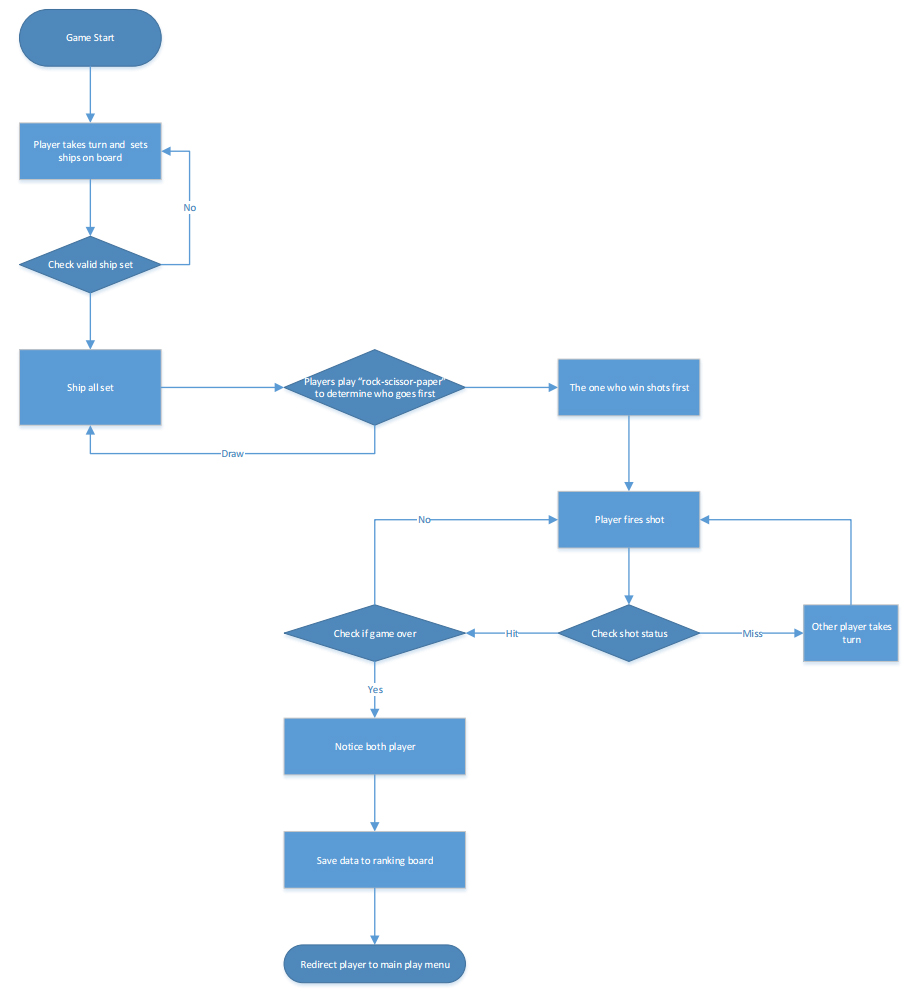 Game Start
Player takes turn and sets
ships on board
No
Check valid ship set
Ship all set
Players play “rock-scissor-paper”
to determine who goes first
The one who win shots first
Draw
Player fires shot
No
Check if game over
Hit
Check shot status
Miss
Other player takes
turn
Yes
Notice both player
Save data to ranking board
Redirect player to main play menu